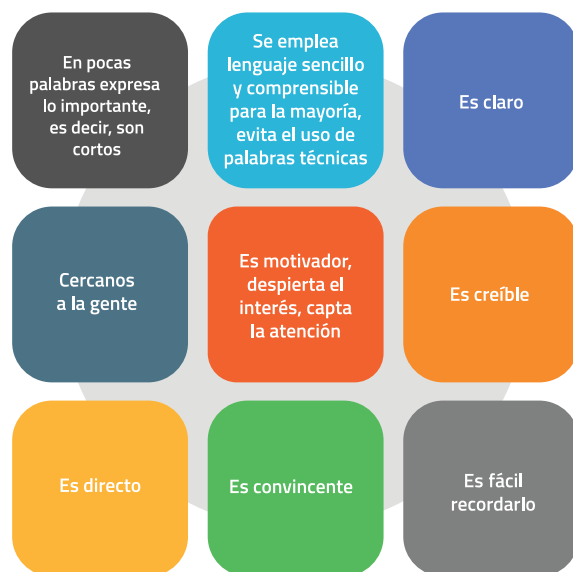 En pocas
palabras expresa
lo importante,
es decir, son
cortos
Se emplea
lenguaje sencillo
y comprensible
para la mayoría,
evita el uso de
palabras técnicas
Es claro
Cercanos
a la gente
Es motivador,
despierta el
interés, capta
la atención
Es creíble
Es directo
Es convincente
Es fácil
recordarlo